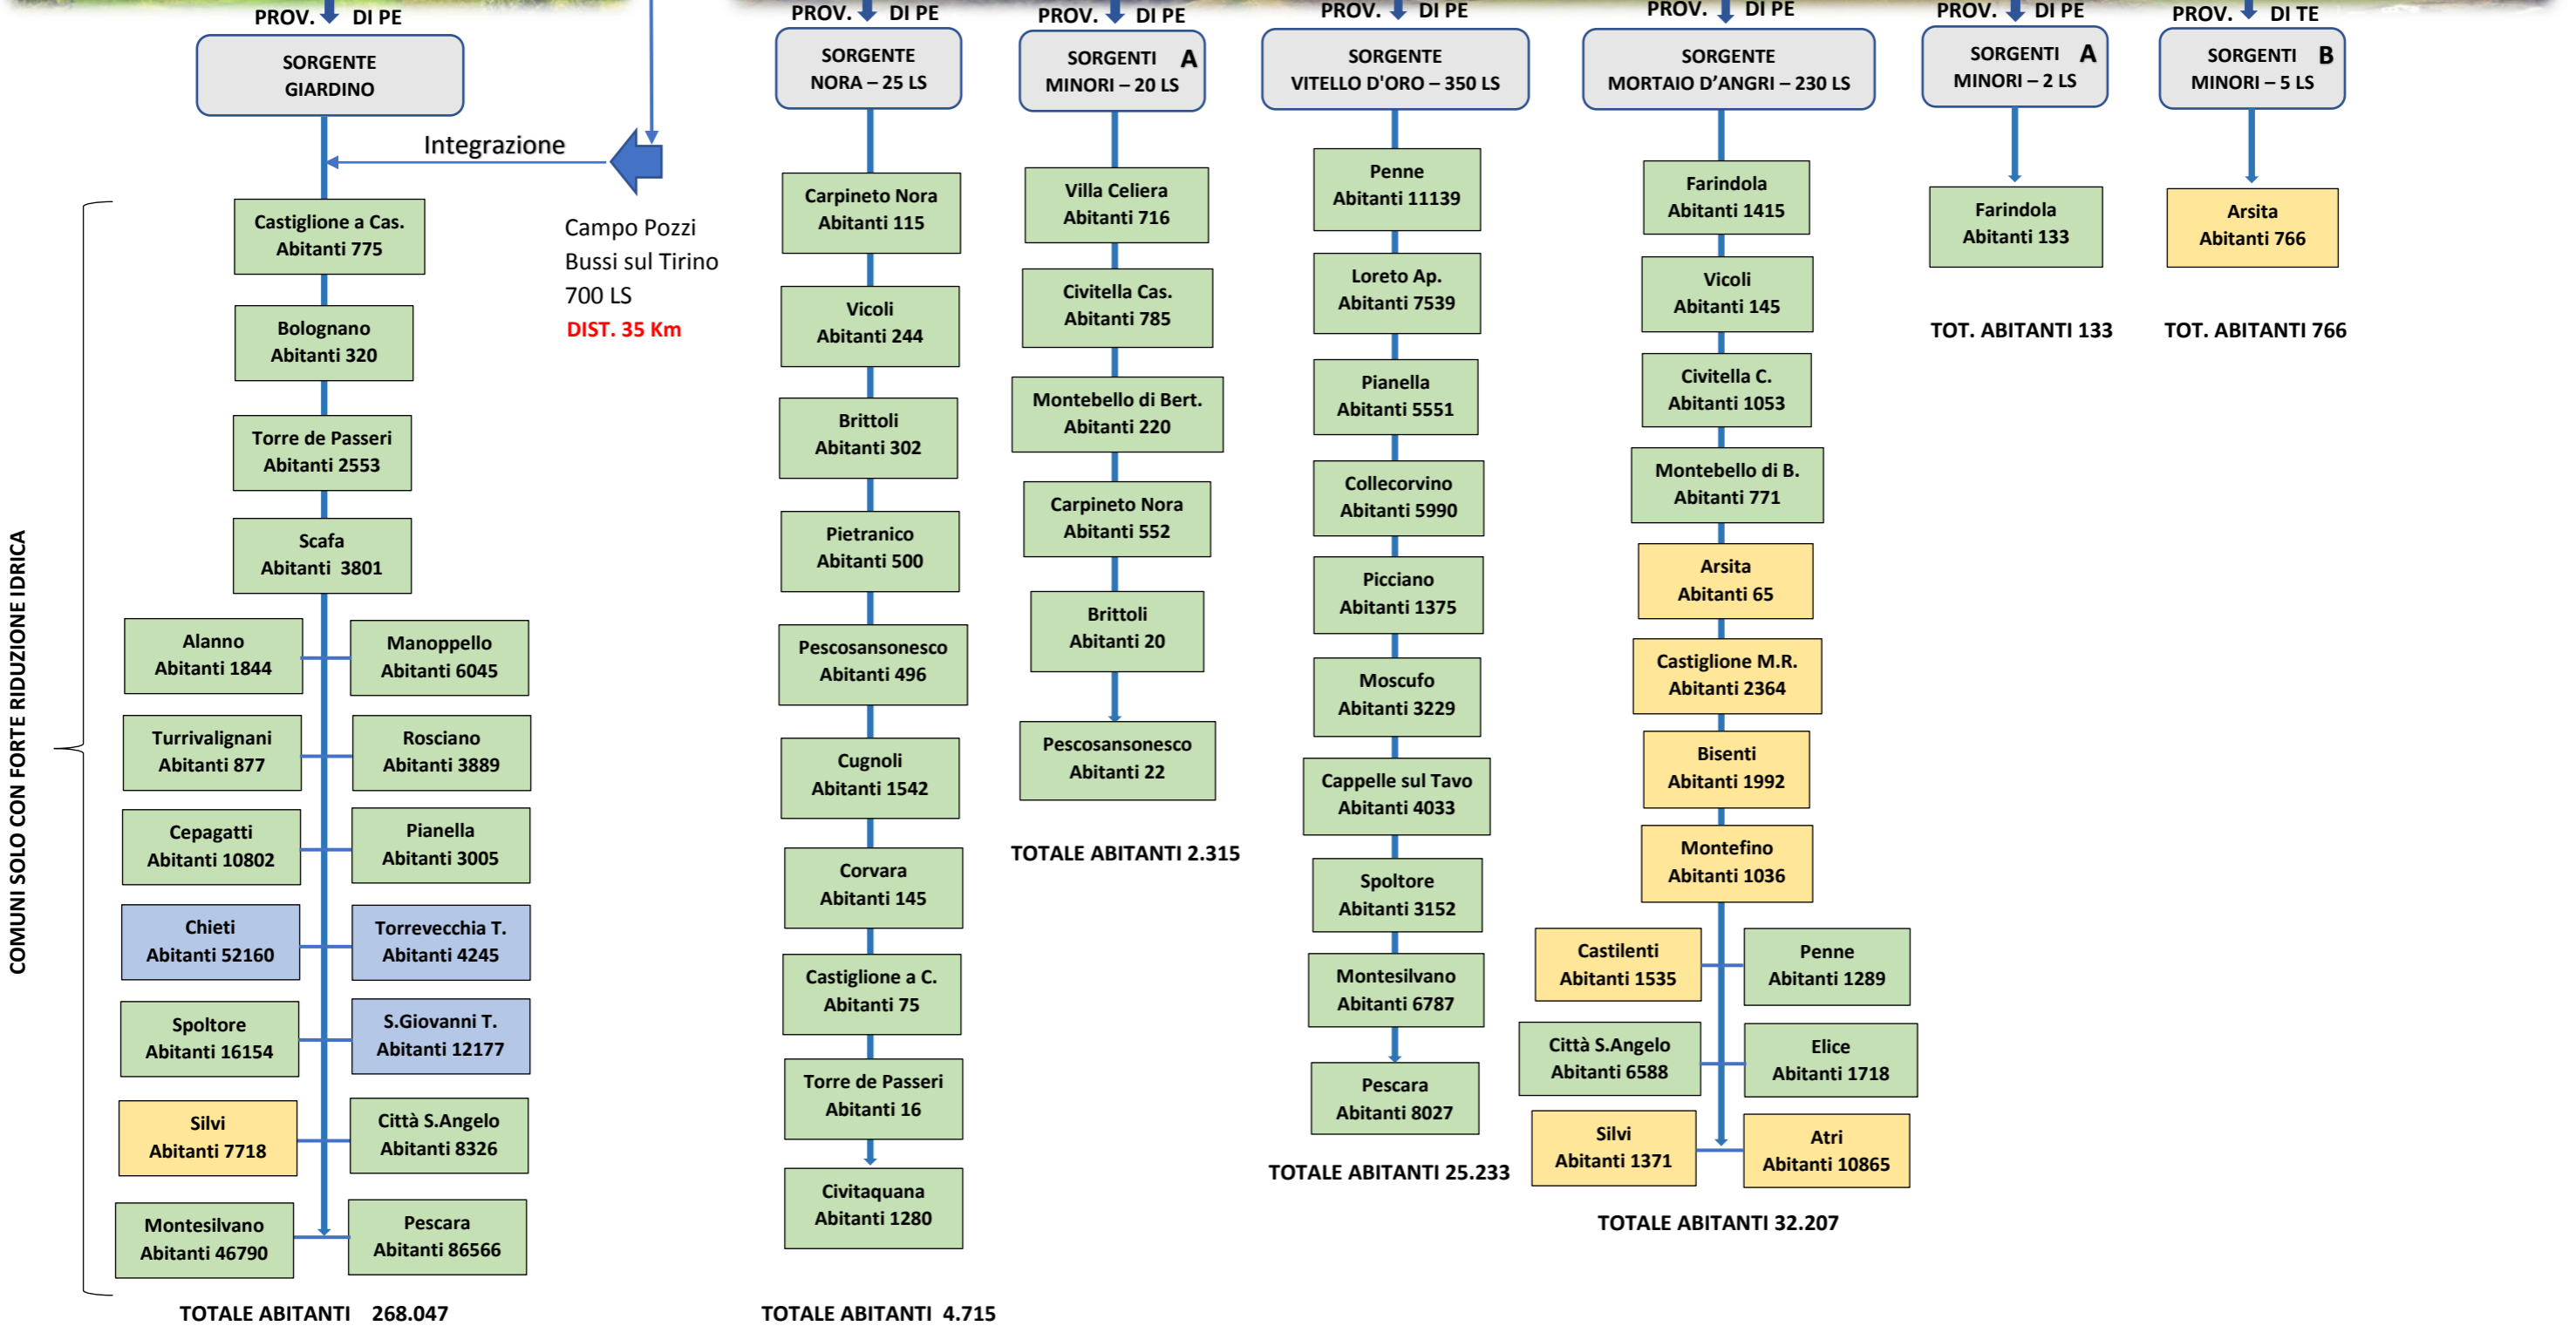 PROV. DI PE
SORGENTE
GIARDINO
Integrazione
Campo Pozzi
Bussi sul Tirino
700 LS
DIST. 35 Km
COMUNI SOLO CON FORTE RIDUZIONE IDRICA
Castiglione a Cas.
Abitanti 775
Bolognano
Abitanti 320
Torre de Passeri
Abitanti 2553
Scafa
Abitanti 3801
Alanno
Abitanti 1844
Manoppello
Abitanti 6045
Turrivalignani
Abitanti 877
Rosciano
Abitanti 3889
Cepagatti
Abitanti 10802
Pianella
Abitanti 3005
Chieti
Abitanti 52160
Torrevecchia T.
Abitanti 4245
Spoltore
Abitanti 16154
S.Giovanni T.
Abitanti 12177
Silvi
Abitanti 7718
Città S.Angelo
Abitanti 8326
Montesilvano
Abitanti 46790
Pescara
Abitanti 86566
TOTALE ABITANTI 268.047
PROV. DI PE
SORGENTE
NORA – 25 LS
Carpineto Nora
Abitanti 115
Vicoli
Abitanti 244
Brittoli
Abitanti 302
Pietranico
Abitanti 500
Pescosansonesco
Abitanti 496
Cugnoli
Abitanti 1542
Corvara
Abitanti 145
Castiglione a C.
Abitanti 75
Torre de Passeri
Abitanti 16
Civitaquana
Abitanti 1280
TOTALE ABITANTI 4.715
PROV. DI PE
SORGENTI A
MINORI – 20 LS
Villa Celiera
Abitanti 716
Civitella Cas.
Abitanti 785
Montebello di Bert.
Abitanti 220
Carpineto Nora
Abitanti 552
Brittoli
Abitanti 20
Pescosansonesco
Abitanti 22
TOTALE ABITANTI 2.315
PROV. DI PE
SORGENTE
VITELLO D'ORO – 350 LS
Penne
Abitanti 11139
Loreto Ap.
Abitanti 7539
Pianella
Abitanti 5551
Collecorvino
Abitanti 5990
Picciano
Abitanti 1375
Moscufo
Abitanti 3229
Cappelle sul Tavo
Abitanti 4033
Spoltore
Abitanti 3152
Montesilvano
Abitanti 6787
Pescara
Abitanti 8027
TOTALE ABITANTI 25.233
PROV. DI PE
SORGENTE
MORTAIO D’ANGRI – 230 LS
Farindola
Abitanti 1415
Vicoli
Abitanti 145
Civitella C.
Abitanti 1053
Montebello di B.
Abitanti 771
Arsita
Abitanti 65
Castiglione M.R.
Abitanti 2364
Bisenti
Abitanti 1992
Montefino
Abitanti 1036
Castilenti
Abitanti 1535
Penne
Abitanti 1289
Città S.Angelo
Abitanti 6588
Elice
Abitanti 1718
Silvi
Abitanti 1371
Atri
Abitanti 10865
TOTALE ABITANTI 32.207
PROV. DI PE
SORGENTI A
MINORI – 2 LS
Farindola
Abitanti 133
TOT. ABITANTI 133
PROV. DI TE
SORGENTI B
MINORI – 5 LS
Arsita
Abitanti 766
TOT. ABITANTI 766